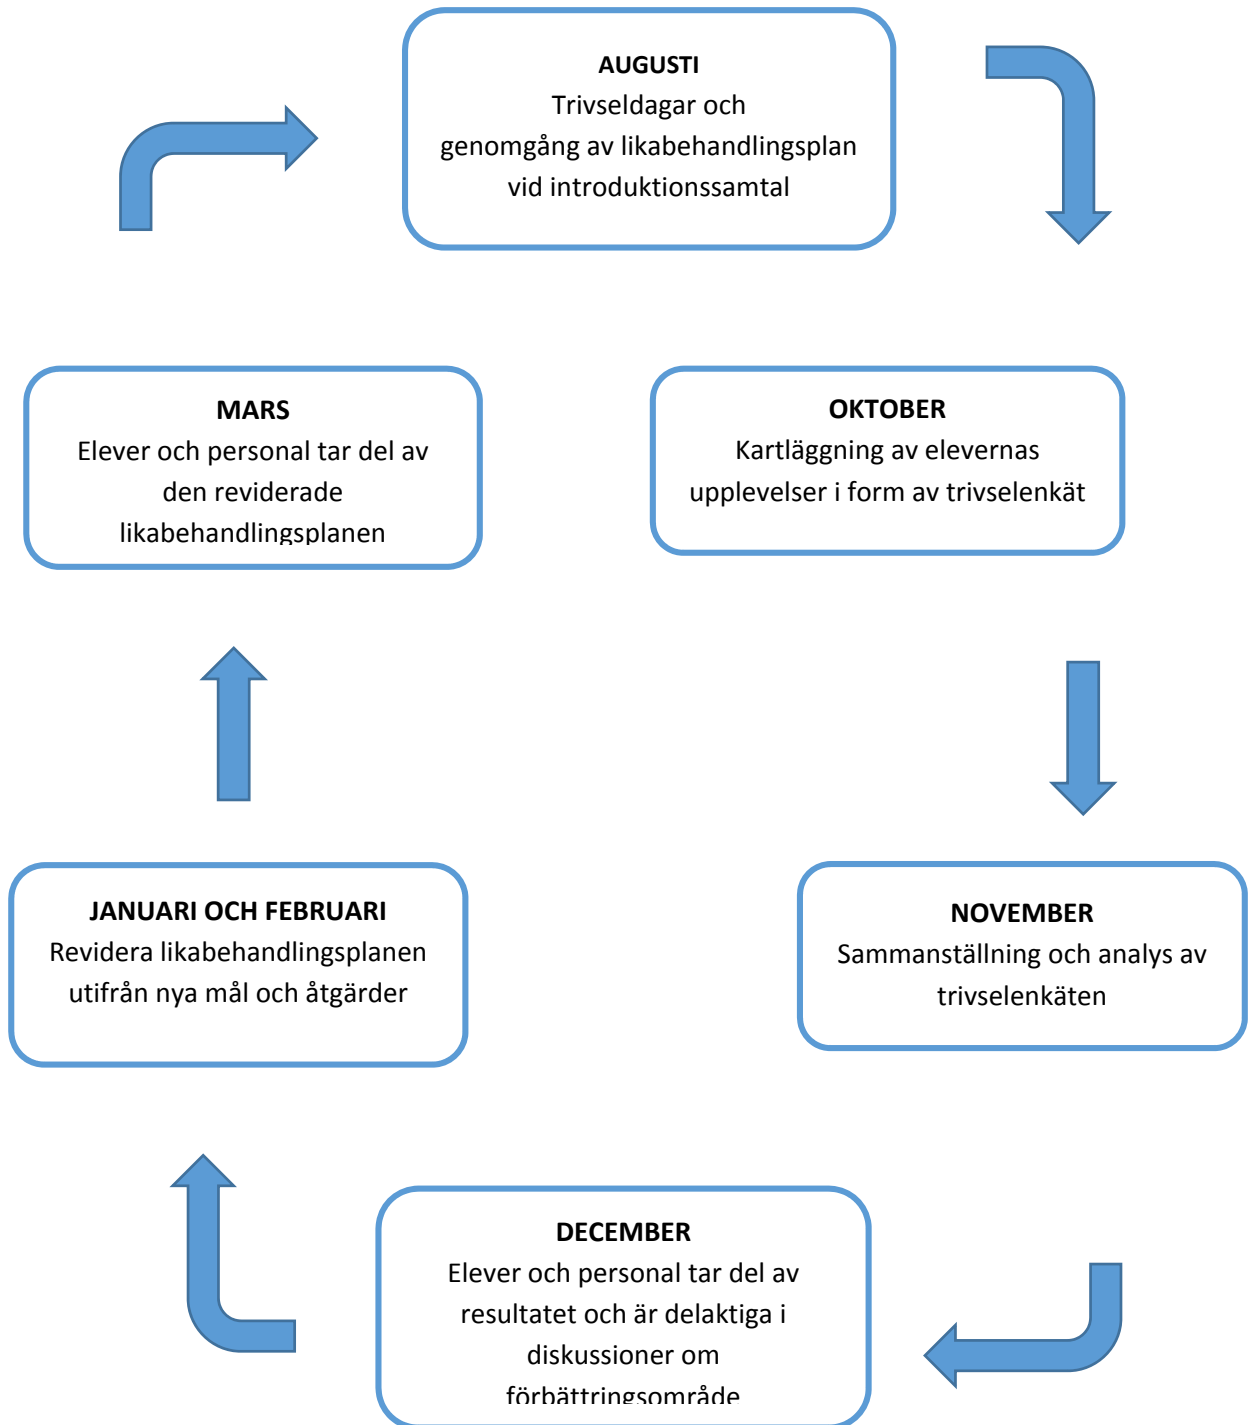 AUGUSTI
Trivseldagar och
genomgång av likabehandlingsplan
vid introduktionssamtal
OKTOBER
Kartläggning av elevernas
upplevelser i form av trivselenkät
NOVEMBER
Sammanställning och analys av
trivselenkäten
DECEMBER
Elever och personal tar del av
resultatet och är delaktiga i
diskussioner om
förbättringsområde
JANUARI OCH FEBRUARI
Revidera likabehandlingsplanen
utifrån nya mål och åtgärder
MARS
Elever och personal tar del av
den reviderade
likabehandlingsplanen